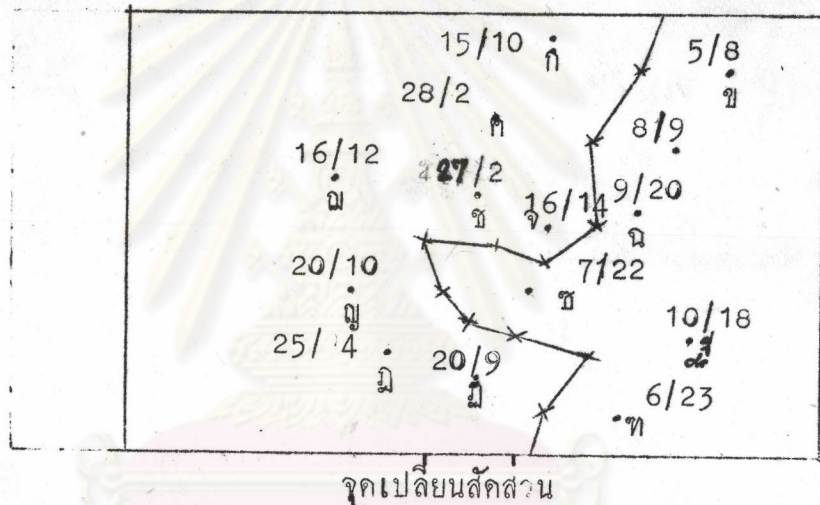 15/10
ก
5/8
ข
28/2
ค
8/9
16/12
ฌ
27/2
ช
จ
16/14
9/20
ฉ
20/10
ญ
7/22
ซ
25/4
ฎ
20/9
ฏ
10/18
6/23
ฑ
จุดเปลี่ยนสัดส่วน